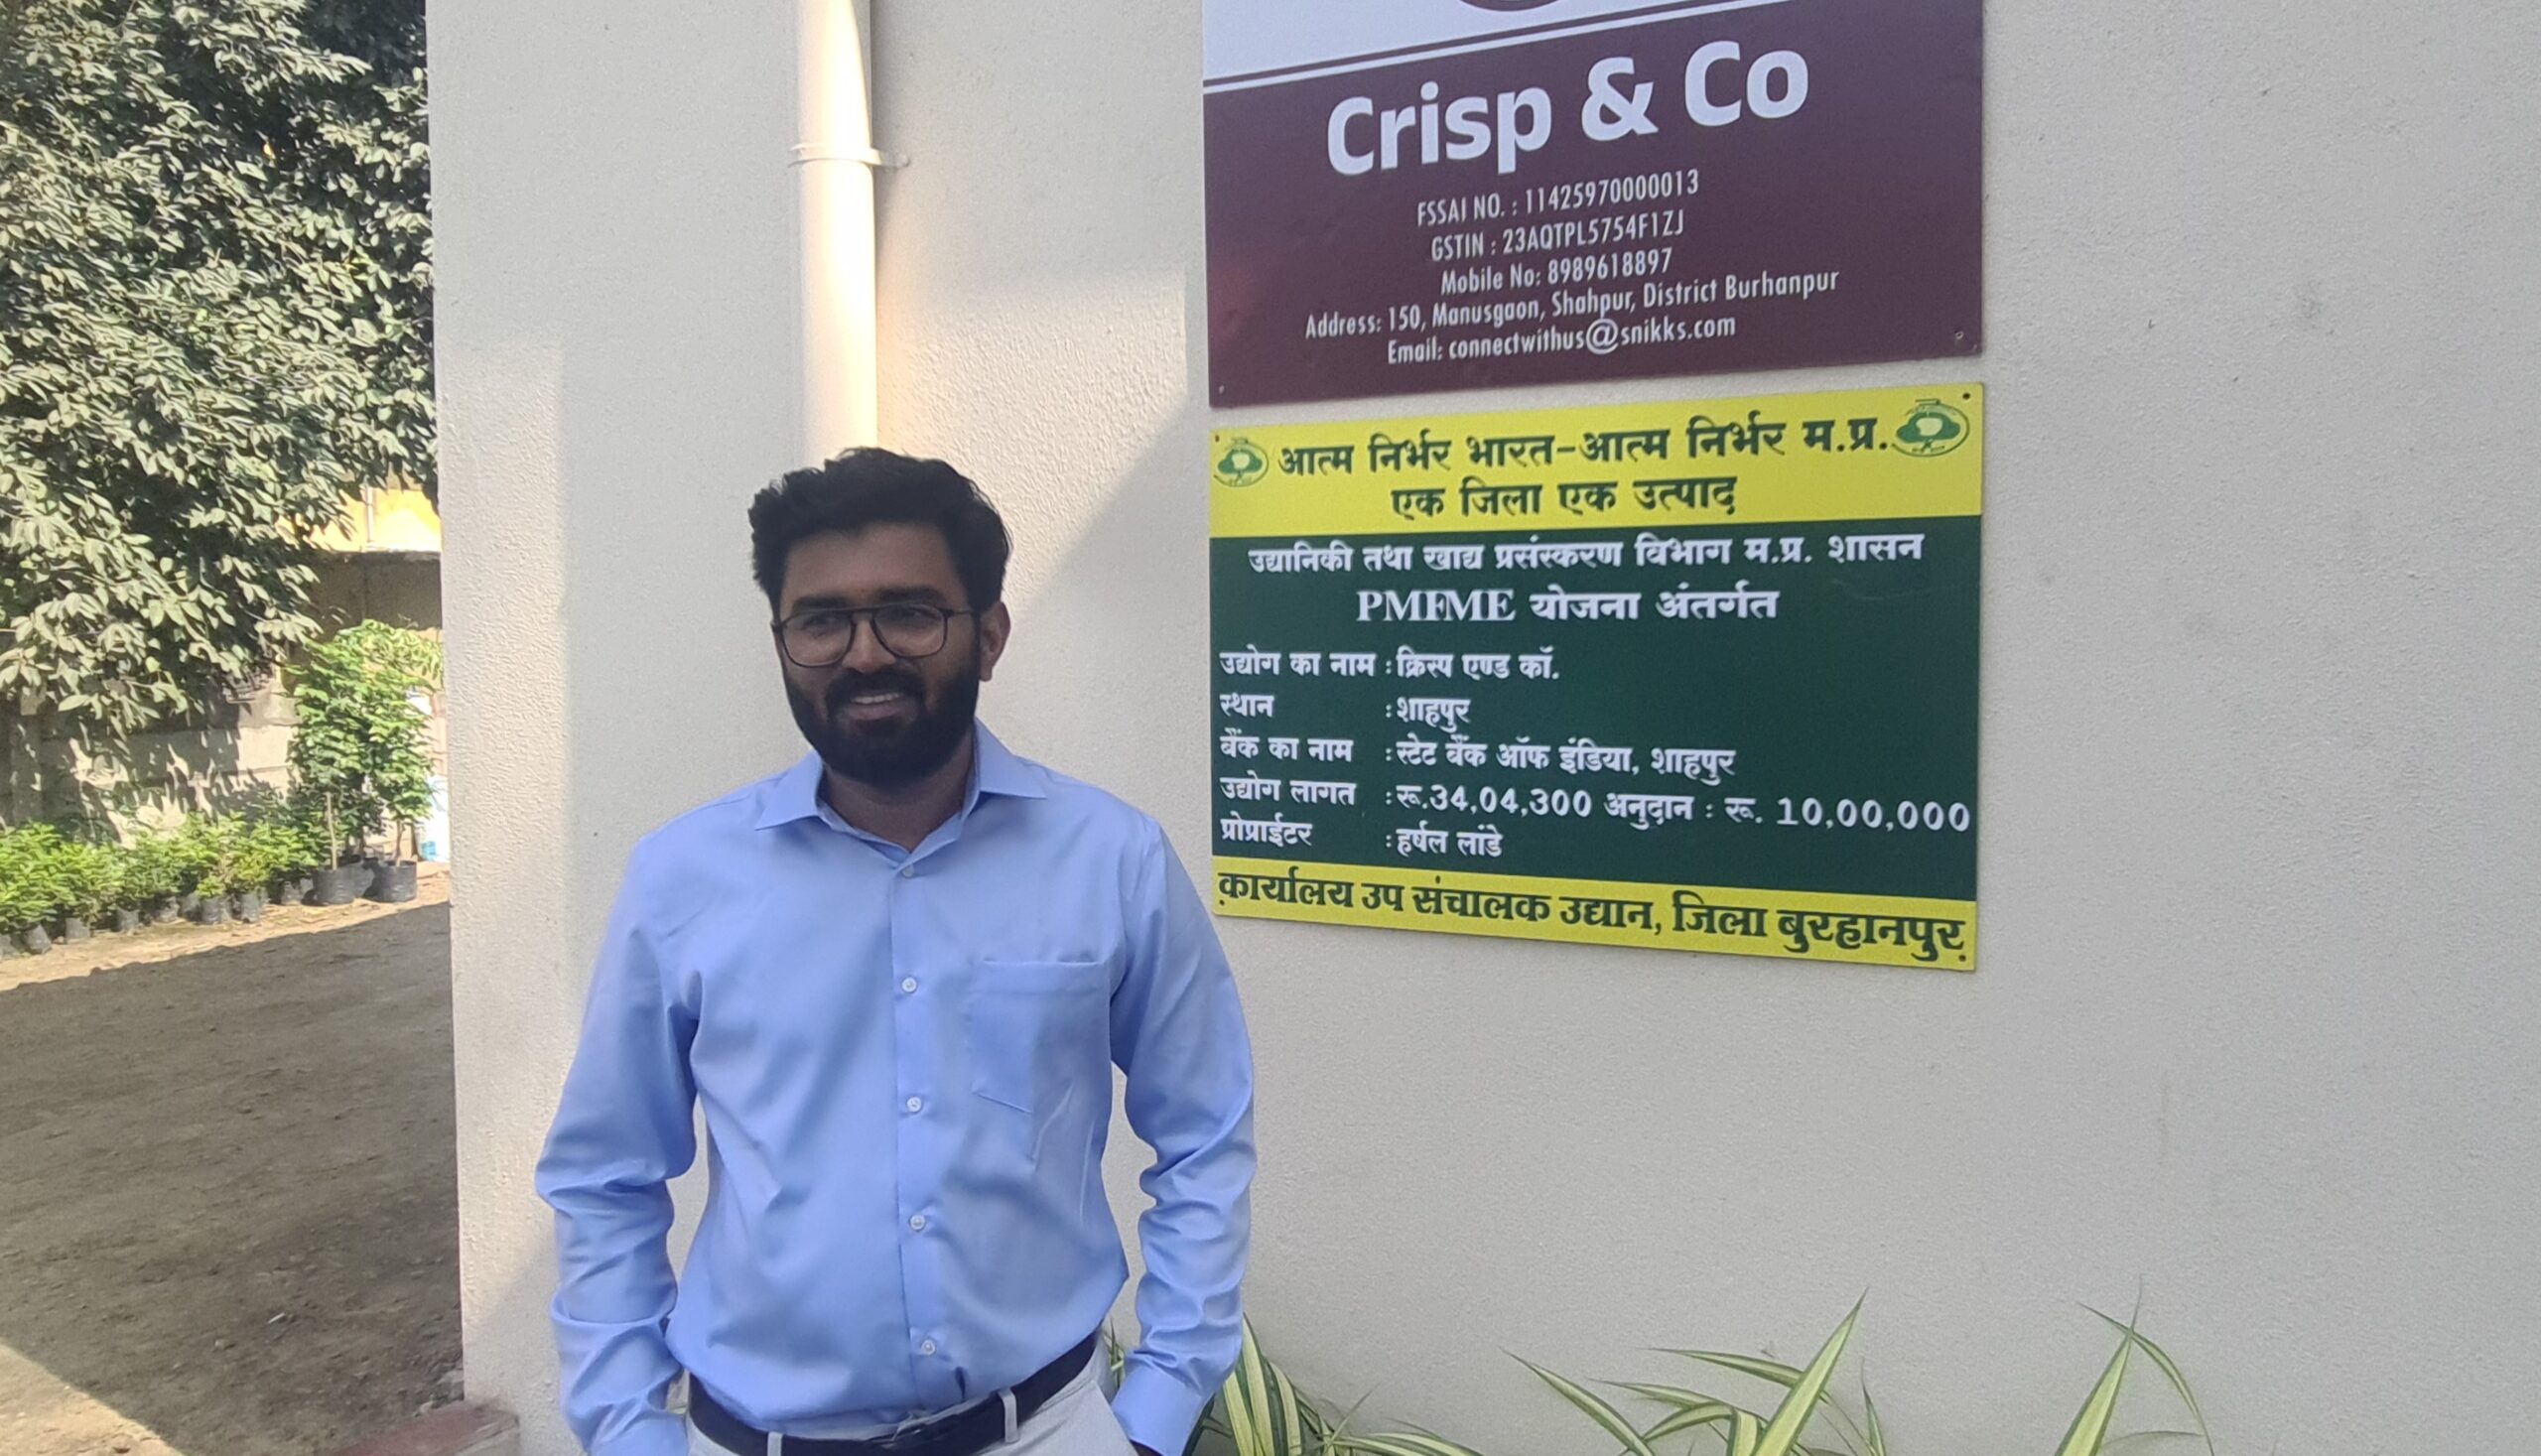 Crisp & Co
FSSAI NO. : 11425970000013
GSTIN : 23AQTPL5754F1ZJ
Mobile No: 8989618897
Address: 150, Manusgaon, Shahpur, District Burhanpur
Email: connectwithus@snikks.com
आत्म निर्भर भारत-आत्म निर्भर म.प्र.
एक जिला एक उत्पाद
उद्यानिकी तथा खाद्य प्रसंस्करण विभाग म.प्र. शासन
PMFME योजना अंतर्गत
उद्योग का नाम : क्रिस्प एण्ड कॉ.
स्थान : शाहपुर
बैंक का नाम : स्टेट बैंक ऑफ इंडिया, शाहपुर
उद्योग लागत : रू.34,04,300 अनुदान : रू. 10,00,000
प्रोप्राईटर : हर्षल लांडे
कार्यालय उप संचालक उद्यान, जिला बुरहानपुर